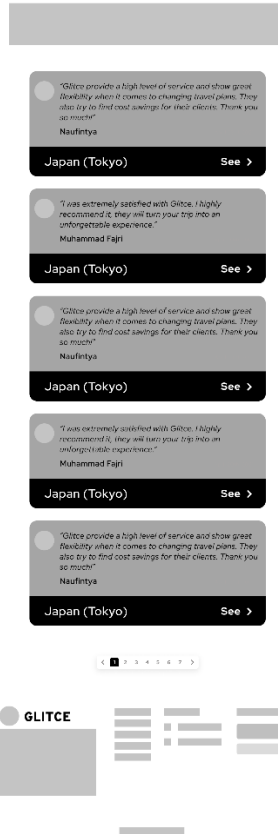 "Glitce provide a high level of service and show great
flexibility when it comes to changing travel plans. They
also try to find cost savings for their clients. Thank you
so much!"
Naufintya
Japan (Tokyo) See >
"I was extremely satisfied with Glitce. I highly
recommend it, they will turn your trip into an
unforgettable experience."
Muhammad Fajri
Japan (Tokyo) See >
"Glitce provide a high level of service and show great
flexibility when it comes to changing travel plans. They
also try to find cost savings for their clients. Thank you
so much!"
Naufintya
Japan (Tokyo) See >
"I was extremely satisfied with Glitce. I highly
recommend it, they will turn your trip into an
unforgettable experience."
Muhammad Fajri
Japan (Tokyo) See >
"Glitce provide a high level of service and show great
flexibility when it comes to changing travel plans. They
also try to find cost savings for their clients. Thank you
so much!"
Naufintya
Japan (Tokyo) See >
< 1 2 3 4 5 6 7 >
GLITCE